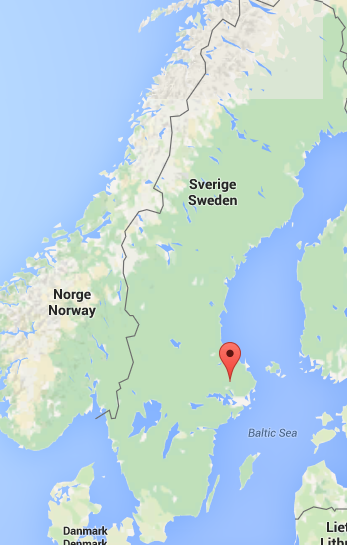 Sverige
Sweden
Norge
Norway
Baltic Sea
Danmark
Denmark